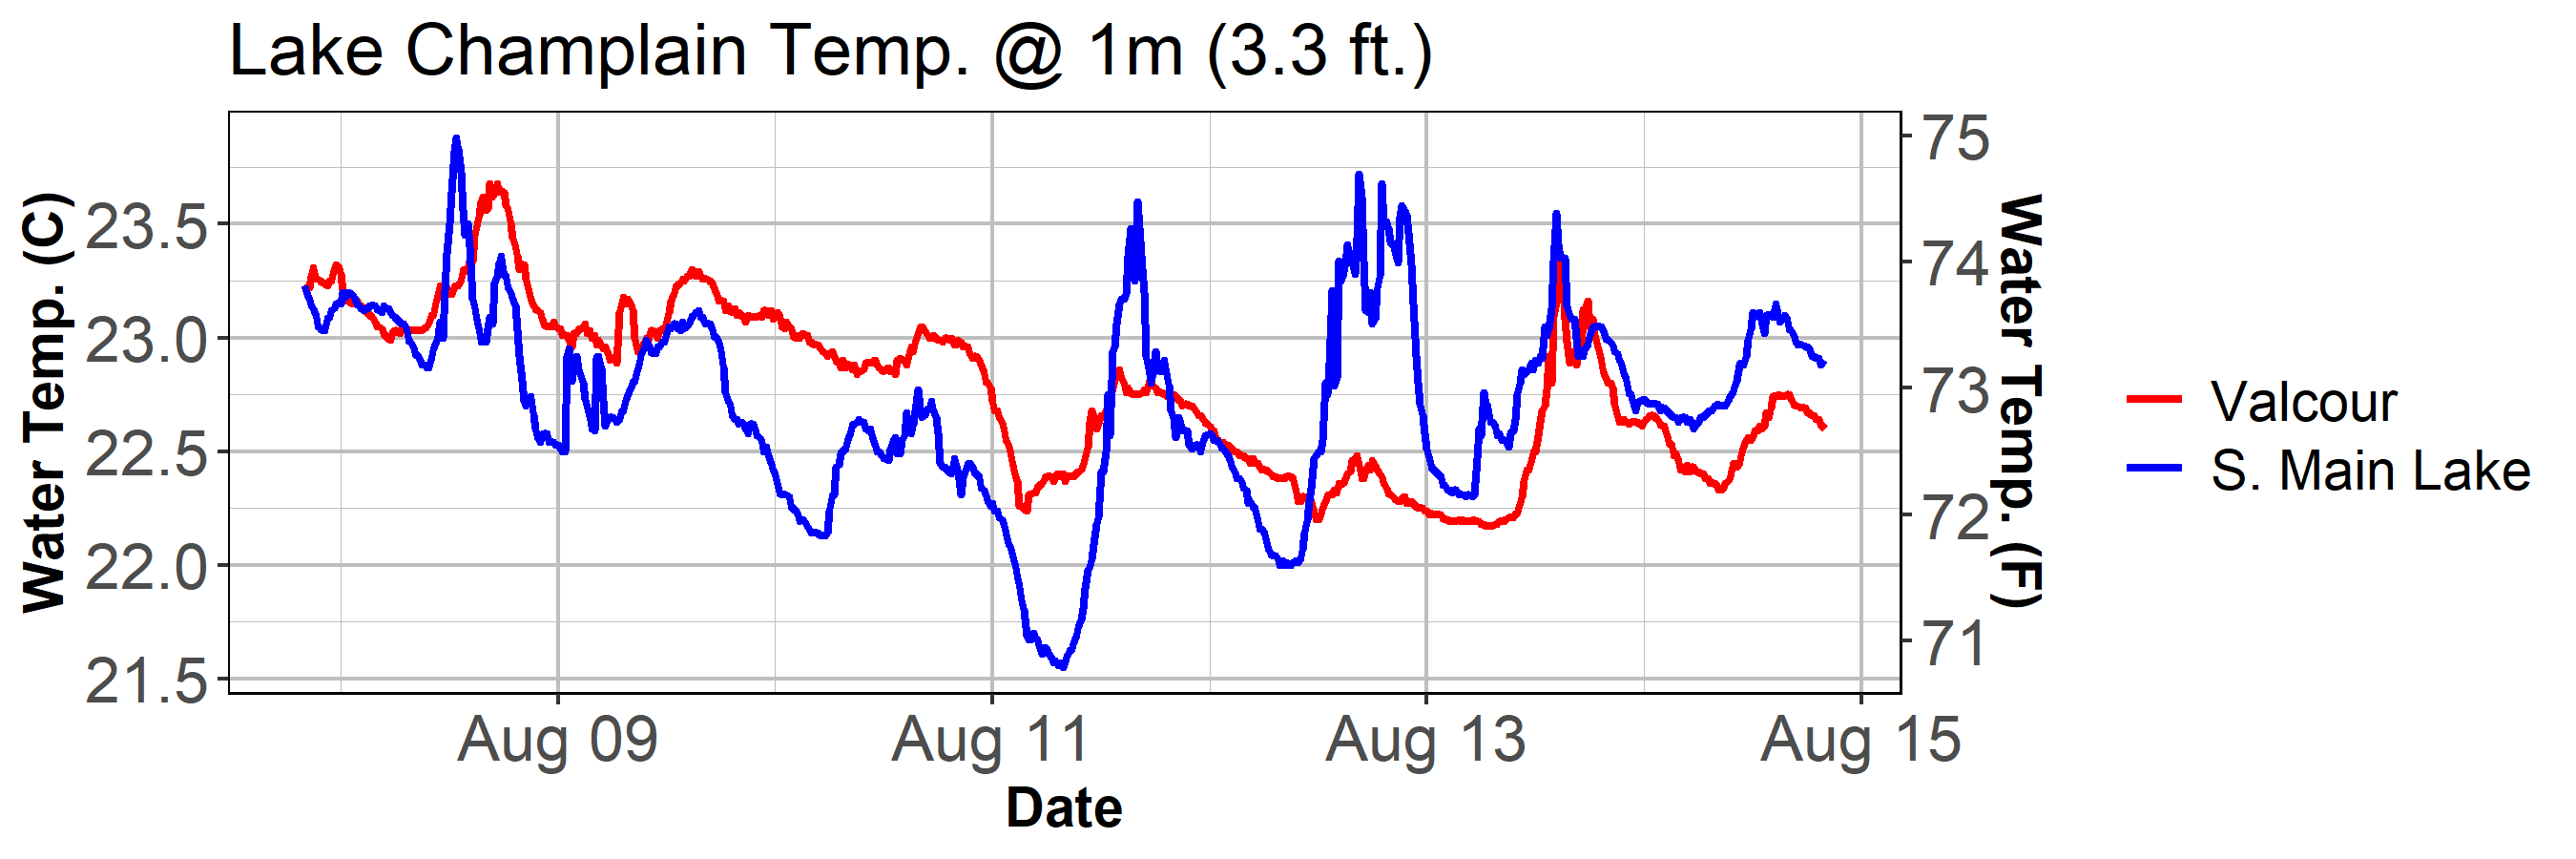 Lake Champlain Temp. @ 1m (3.3 ft.)
Water Temp. (C)
23.5
23.0
22.5
22.0
21.5
75
74
73
72
71
Water Temp. (F)
Aug 09
Aug 11
Aug 13
Aug 15
Date
Valcour
S. Main Lake